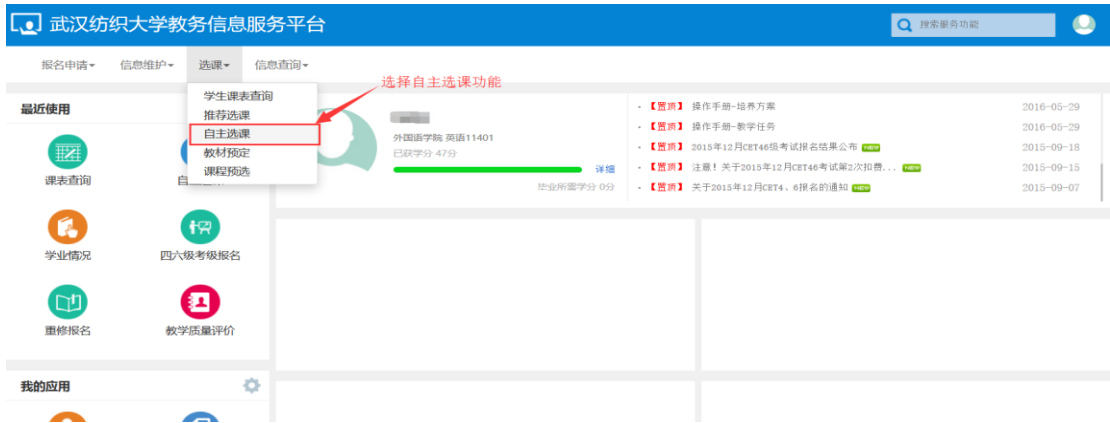 武汉纺织大学教务信息服务平台
搜索服务功能
报名申请 信息维护 选课 信息查询
选择自主选课功能
学生课表查询
推荐选课
自主选课
教材预定
课程预选
最近使用
课表查询
学业情况
四六级考级报名
重修报名
教学质量评价
我的应用
外国语学院 英语11401
已获学分 47分
详细
毕业所需学分 0分
【置顶】 操作手册-培养方案 2016-05-29
【置顶】 操作手册-教学任务 2016-05-29
【置顶】 2015年12月CET46级考试报名结果公布 NEW 2015-09-18
【置顶】 注意！关于2015年12月CET46考试第2次扣费... NEW 2015-09-15
【置顶】 关于2015年12月CET4、6报名的通知 NEW 2015-09-07